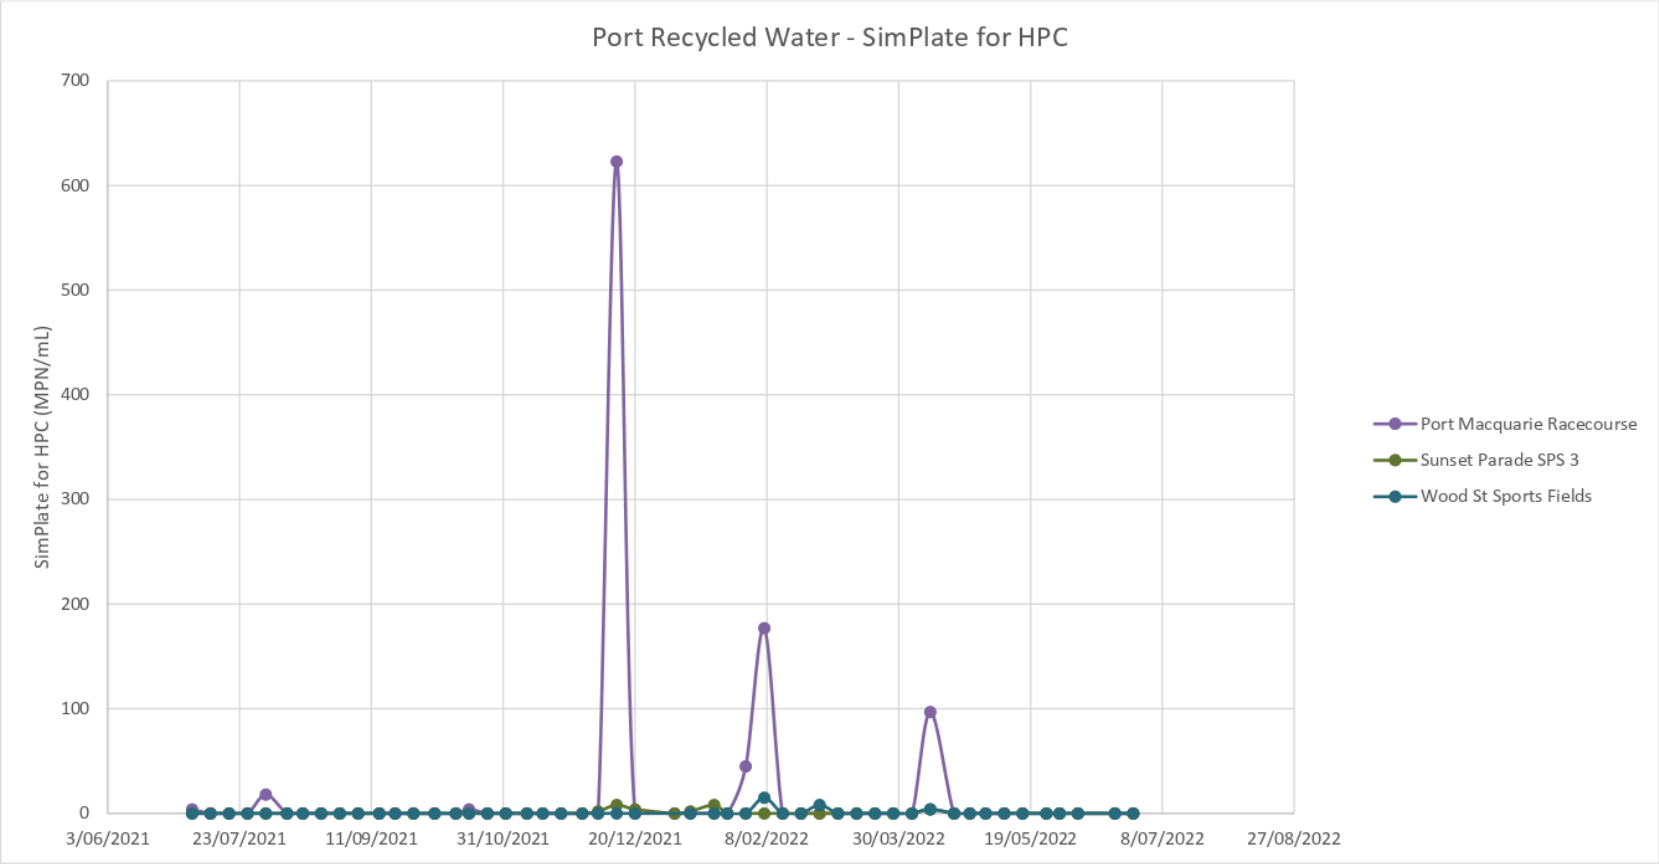 Port Recycled Water - SimPlate for HPC
SimPlate for HPC (MPN/mL)
700
600
500
400
300
200
100
0
3/06/2021 23/07/2021 11/09/2021 31/10/2021 20/12/2021 8/02/2022 30/03/2022 19/05/2022 8/07/2022 27/08/2022
Port Macquarie Racecourse
Sunset Parade SPS 3
Wood St Sports Fields